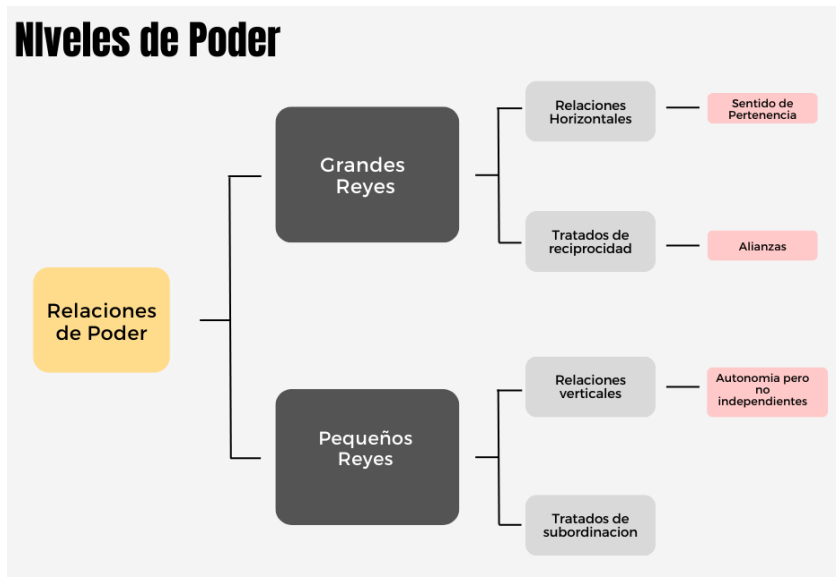 NIveles de Poder
Relaciones
Horizontales
Sentido de
Pertenencia
Grandes
Reyes
Tratados de
reciprocidad
Alianzas
Relaciones
de Poder
Relaciones
verticales
Autonomia pero
no
independientes
Pequeños
Reyes
Tratados de
subordinacion